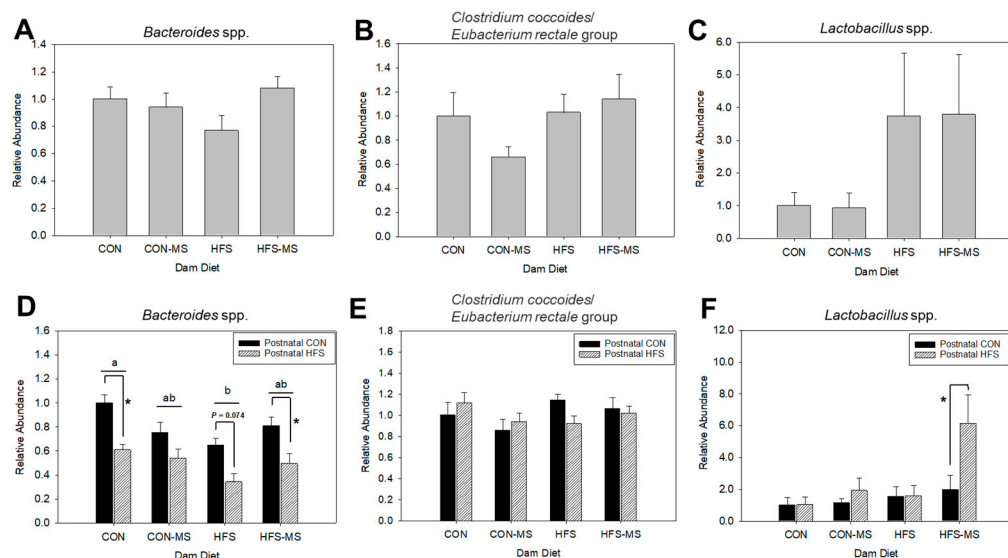 A
Bacteroides spp.
Relative Abundance
1.4
1.2
1.0
0.8
0.6
0.4
0.2
0.0
CON
CON-MS
HFS
HFS-MS
Dam Diet
B
Clostridium coccoides/
Eubacterium rectale group
Relative Abundance
1.6
1.4
1.2
1.0
0.8
0.6
0.4
0.2
0.0
CON
CON-MS
HFS
HFS-MS
Dam Diet
C
Lactobacillus spp.
Relative Abundance
6.0
5.0
4.0
3.0
2.0
1.0
0.0
CON
CON-MS
HFS
HFS-MS
Dam Diet
D
Bacteroides spp.
Relative Abundance
1.6
1.4
1.2
1.0
0.8
0.6
0.4
0.2
0.0
Postnatal CON
Postnatal HFS
a
*
ab
b
P = 0.074
ab
*
CON
CON-MS
HFS
HFS-MS
Dam Diet
E
Clostridium coccoides/
Eubacterium rectale group
Relative Abundance
1.8
1.6
1.4
1.2
1.0
0.8
0.6
0.4
0.2
0.0
Postnatal CON
Postnatal HFS
CON
CON-MS
HFS
HFS-MS
Dam Diet
F
Lactobacillus spp.
Relative Abundance
12.0
10.0
8.0
6.0
4.0
2.0
0.0
Postnatal CON
Postnatal HFS
*
CON
CON-MS
HFS
HFS-MS
Dam Diet